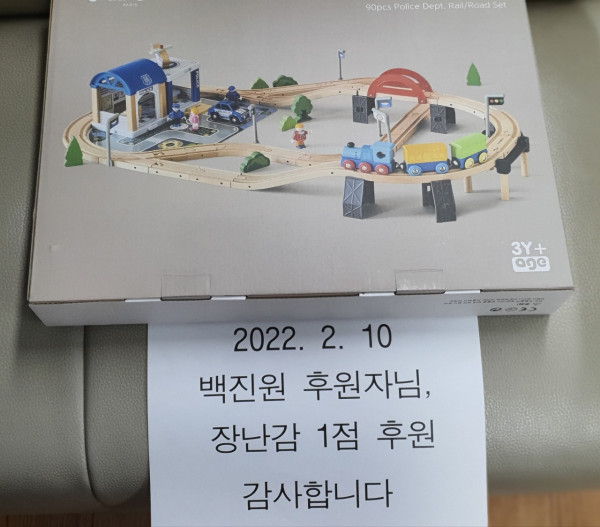 90pcs Police Dept. Rail/Road Set
3Y+
age
2022. 2. 10
백진원 후원자님,
장난감 1점 후원
감사합니다